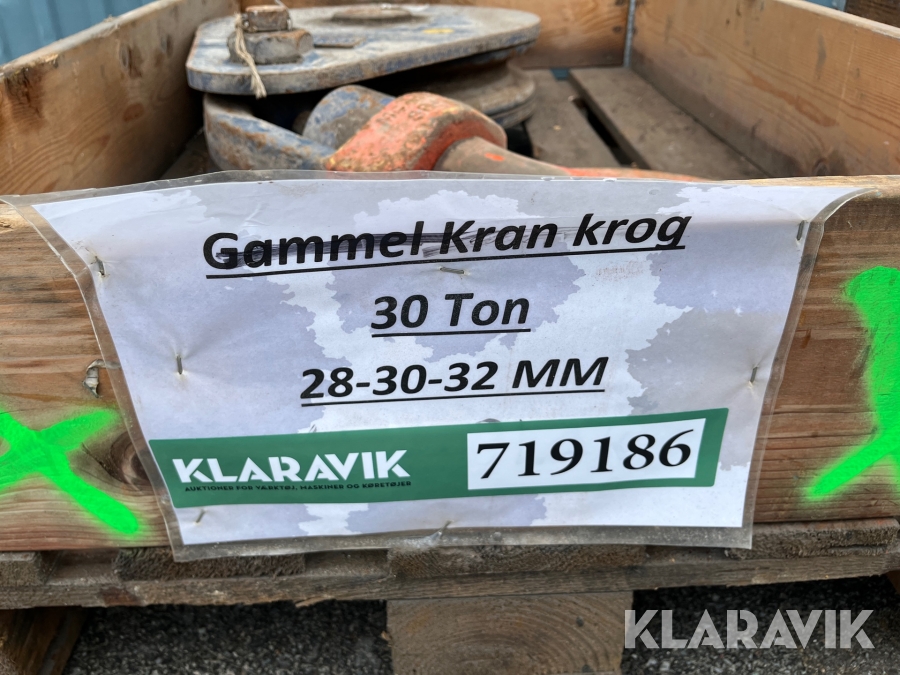 Gammel Kran krog
30 Ton
28-30-32 MM
KLARAVIK
AUKTIONER FOR VÆRKTØJ, MASKINER OG KØRETØJER
719186
KLARAVIK